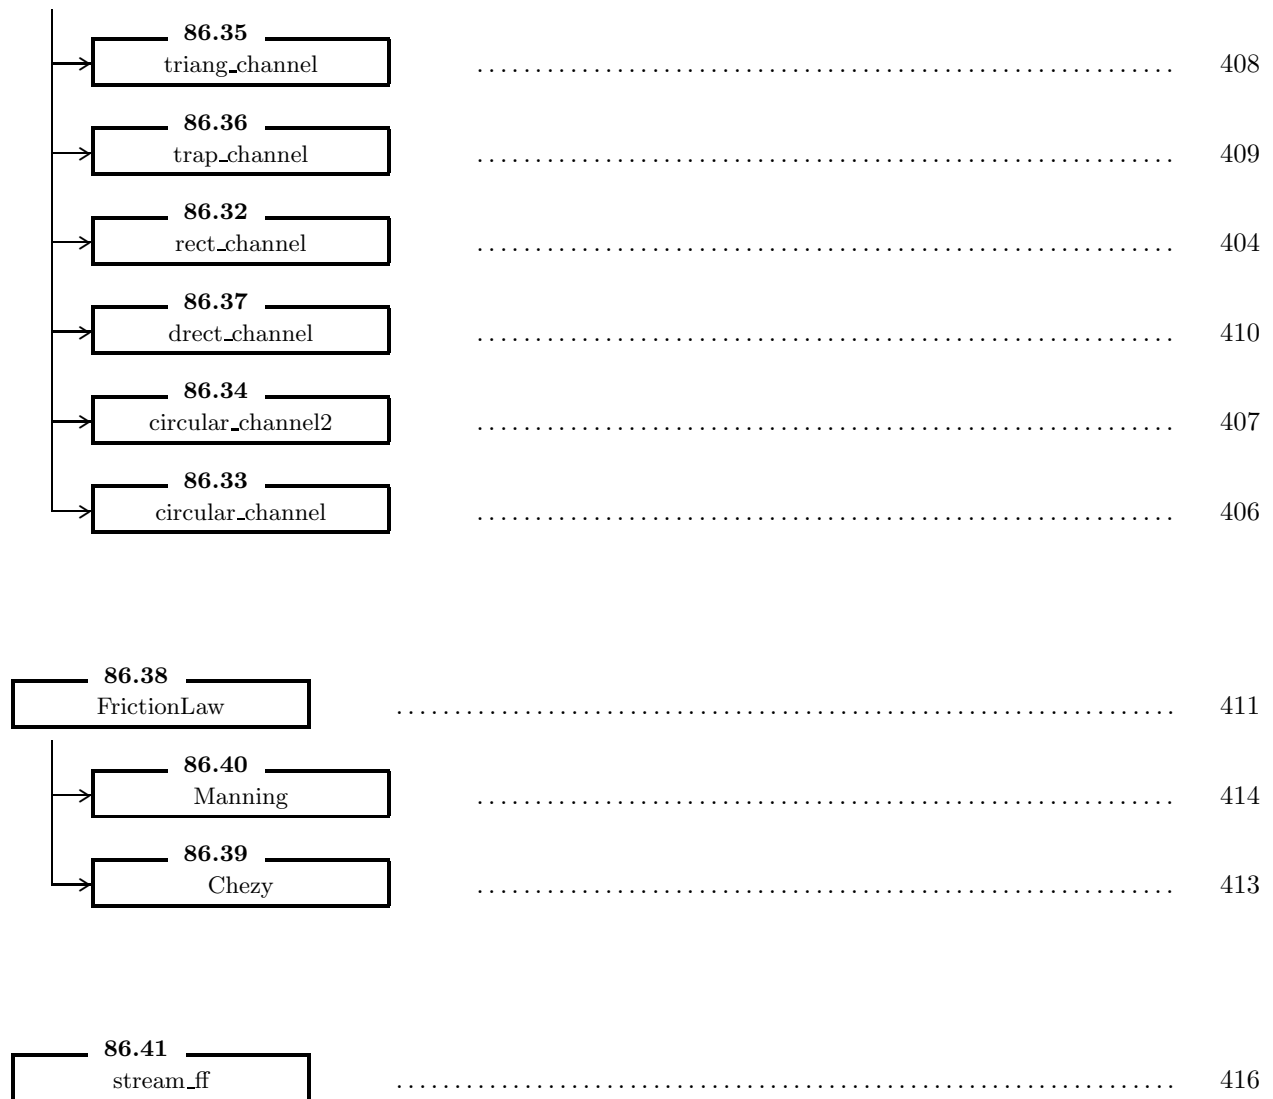 86.35
triang_channel ........................................................................ 408
86.36
trap_channel ........................................................................ 409
86.32
rect_channel ........................................................................ 404
86.37
drect_channel ........................................................................ 410
86.34
circular_channel2 ........................................................................ 407
86.33
circular_channel ........................................................................ 406
86.38
FrictionLaw ................................................................................ 411
86.40
Manning ........................................................................ 414
86.39
Chezy ........................................................................ 413
86.41
stream_ff ................................................................................ 416